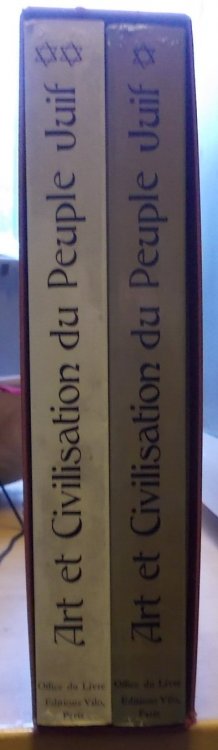 Art et Civilisation du Peuple Juif
Office du Livre
Editions Vilo,
Paris
Art et Civilisation du Peuple Juif
Office du Livre
Editions Vilo,
Paris